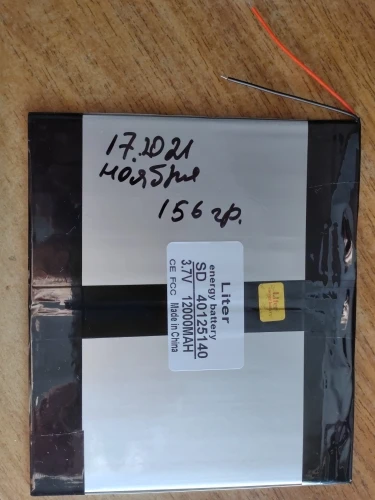 17.2021
ноября
156 гр.
Liter
energy battery
SD 40125140
3.7V 12000MAH
CE FCC Made in China